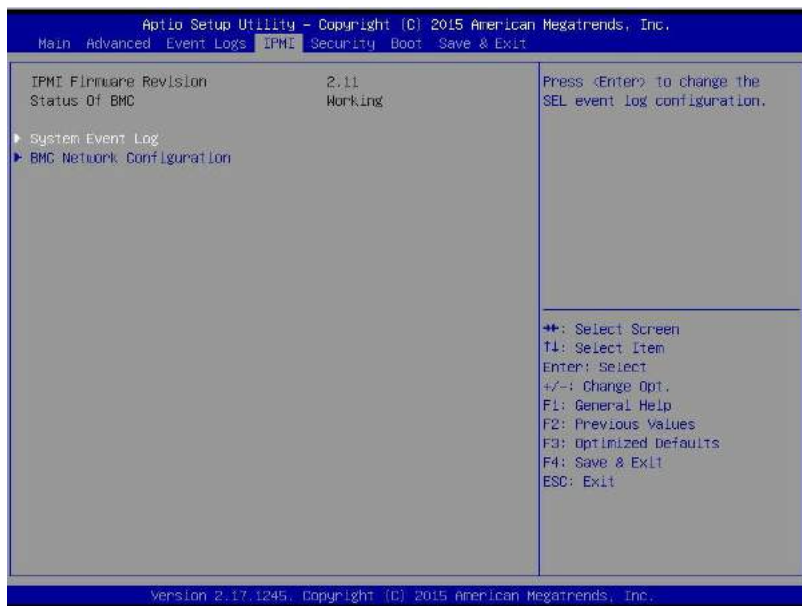 Aptio Setup Utility – Copyright (C) 2015 American Megatrends, Inc.
Main Advanced Event Logs IPMI Security Boot Save & Exit
IPMI Firmware Revision 2.11
Status Of BMC Working
System Event Log
BMC Network Configuration
Press <Enter> to change the
SEL event log configuration.
→←: Select Screen
↑↓: Select Item
Enter: Select
+/-: Change Opt.
F1: General Help
F2: Previous Values
F3: Optimized Defaults
F4: Save & Exit
ESC: Exit
Version 2.17.1245. Copyright (C) 2015 American Megatrends, Inc.